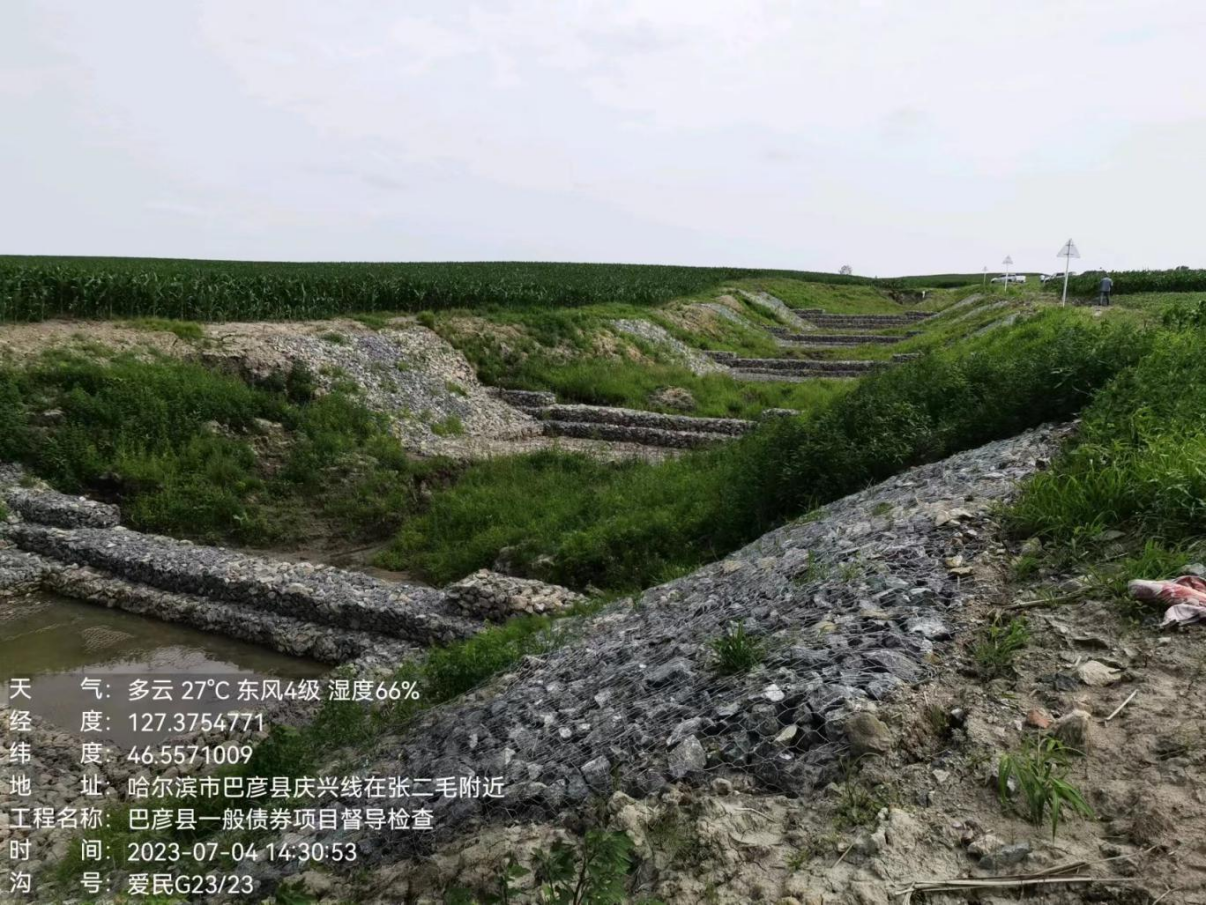 天气：多云 27℃ 东风4级 湿度66%
经度：127.3754771
纬度：46.5571009
地址：哈尔滨市巴彦县庆兴线在张二毛附近
工程名称：巴彦县一般债券项目督导检查
时间：2023-07-04 14:30:53
沟号：爱民G23/23